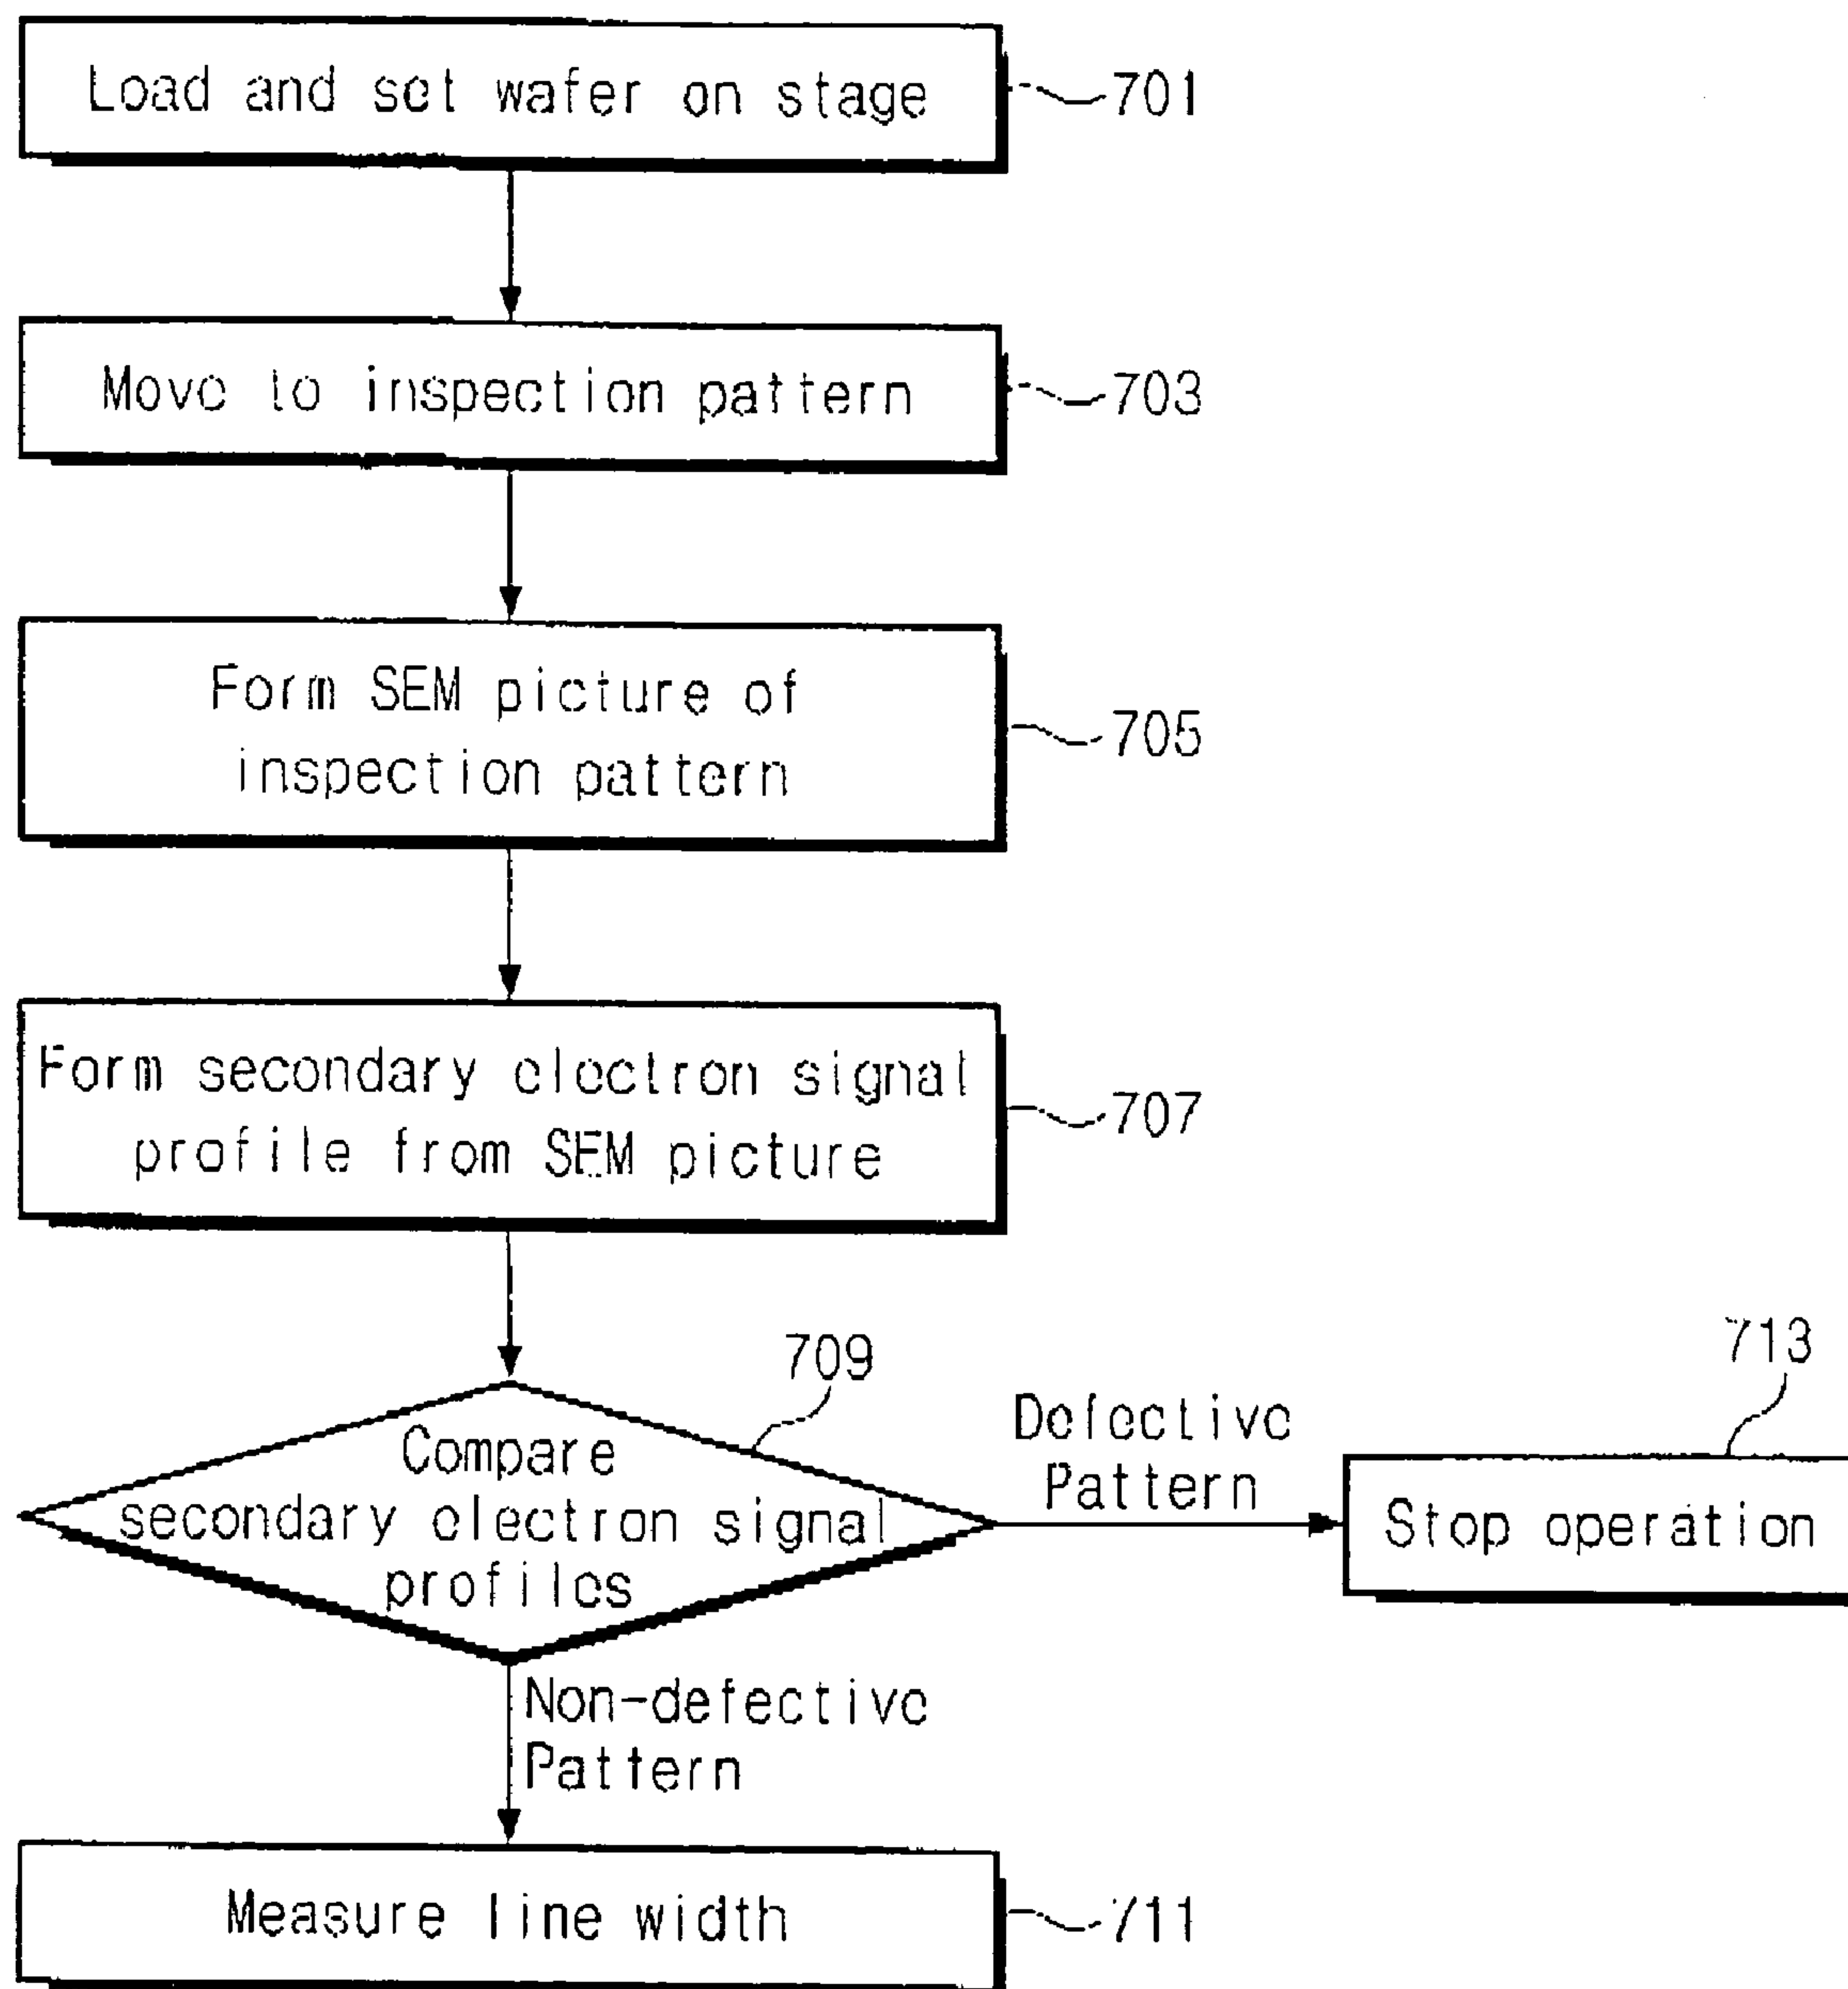 Load and set wafer on stage
701
Move to inspection pattern
703
Form SEM picture of
inspection pattern
705
Form secondary electron signal
profile from SEM picture
707
709
Compare
secondary electron signal
profiles
Defective
Pattern
713
Stop operation
Non-defective
Pattern
Measure line width
711